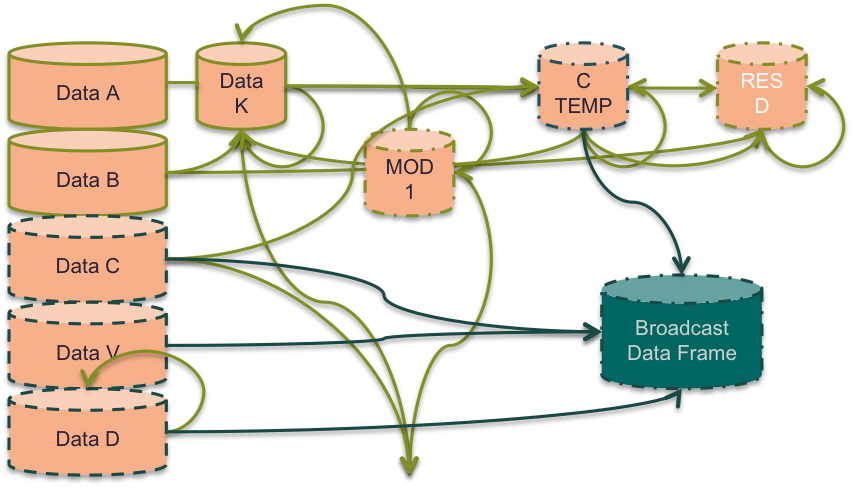 Data A
Data
K
C
TEMP
RES
D
Data B
MOD
1
Data C
Data V
Data D
Broadcast
Data Frame